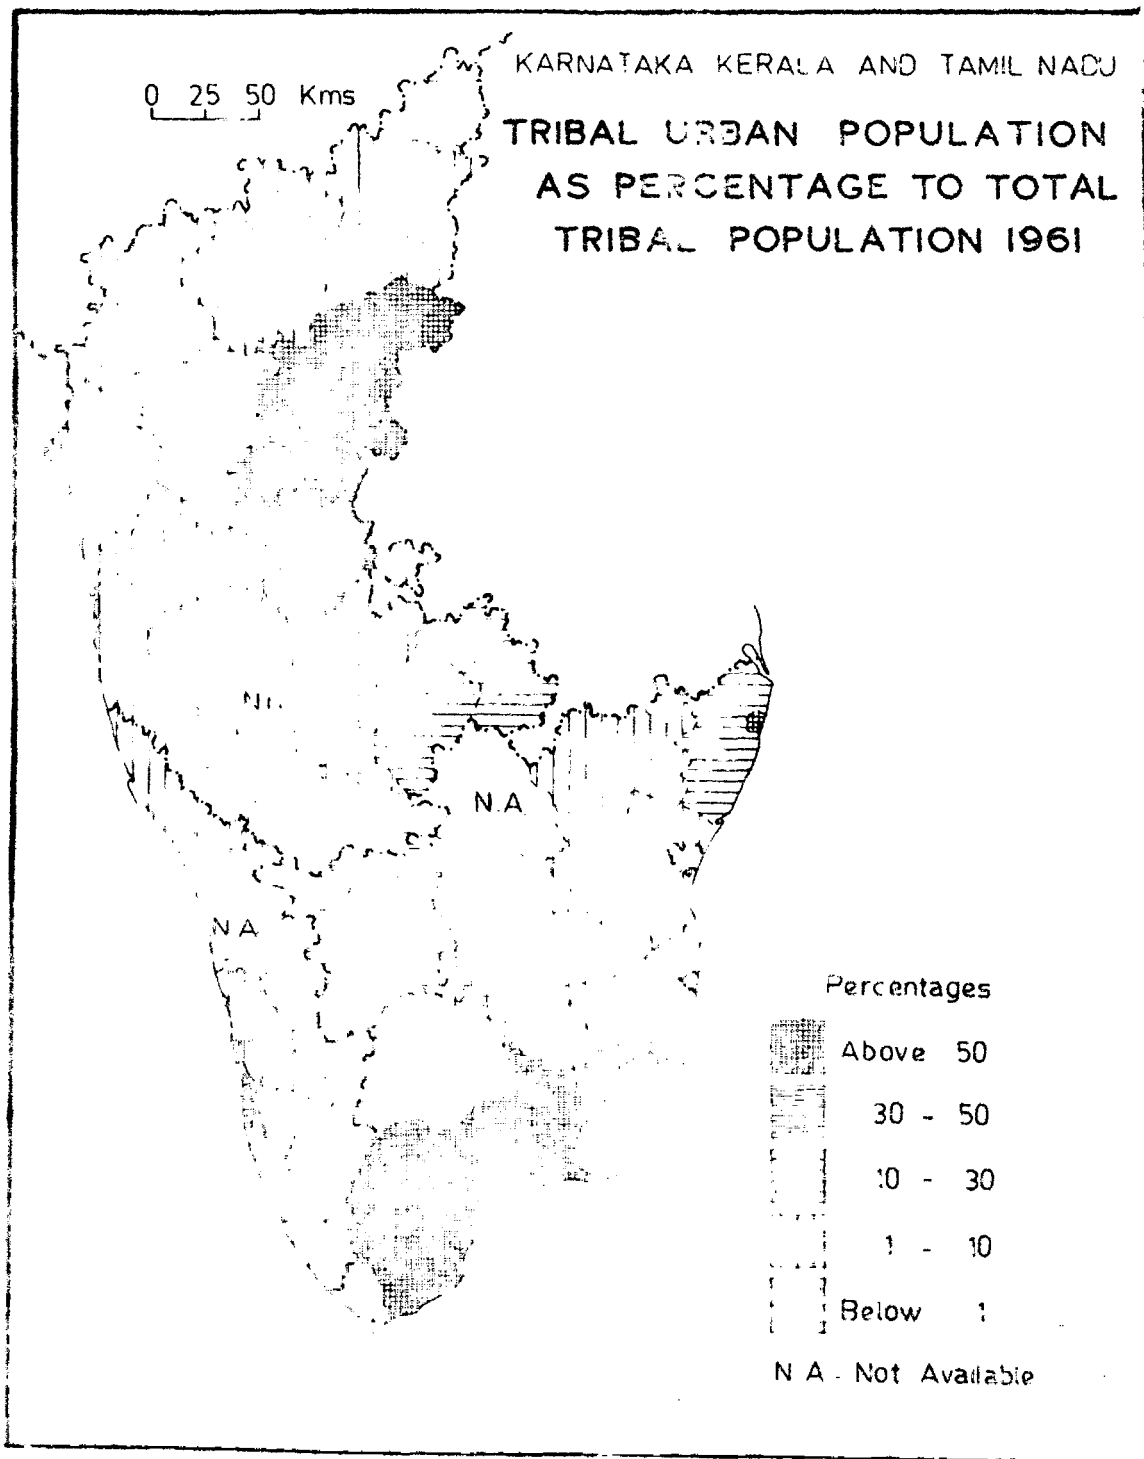 KARNATAKA KERALA AND TAMIL NADU
0 25 50 Kms
TRIBAL URBAN POPULATION
AS PERCENTAGE TO TOTAL
TRIBAL POPULATION 1961
N.A
N A
Percentages
Above 50
30 - 50
10 - 30
1 - 10
Below 1
N A - Not Available